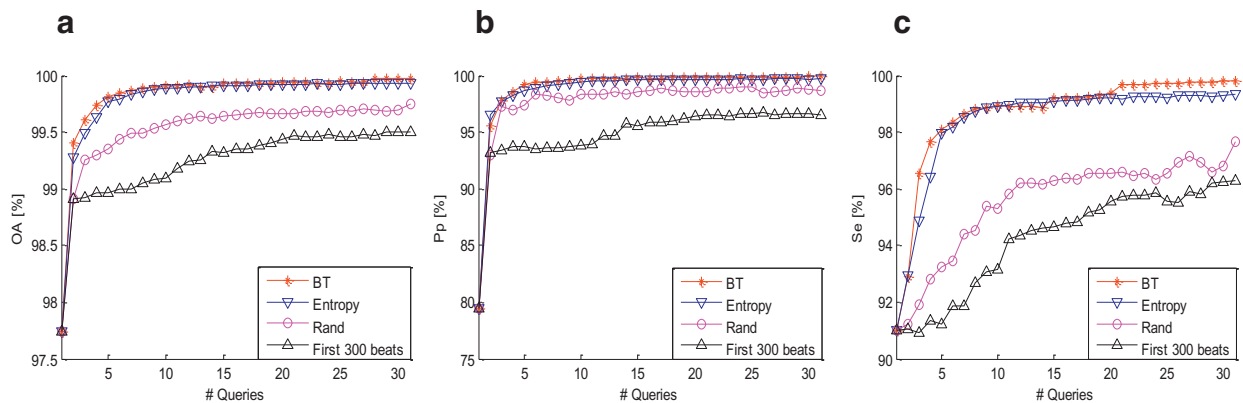 a
OA [%]
100
99.5
99
98.5
98
97.5
5 10 15 20 25 30
# Queries
BT
Entropy
Rand
First 300 beats
b
Pp [%]
100
95
90
85
80
75
5 10 15 20 25 30
# Queries
BT
Entropy
Rand
First 300 beats
c
Se [%]
100
98
96
94
92
90
5 10 15 20 25 30
# Queries
BT
Entropy
Rand
First 300 beats